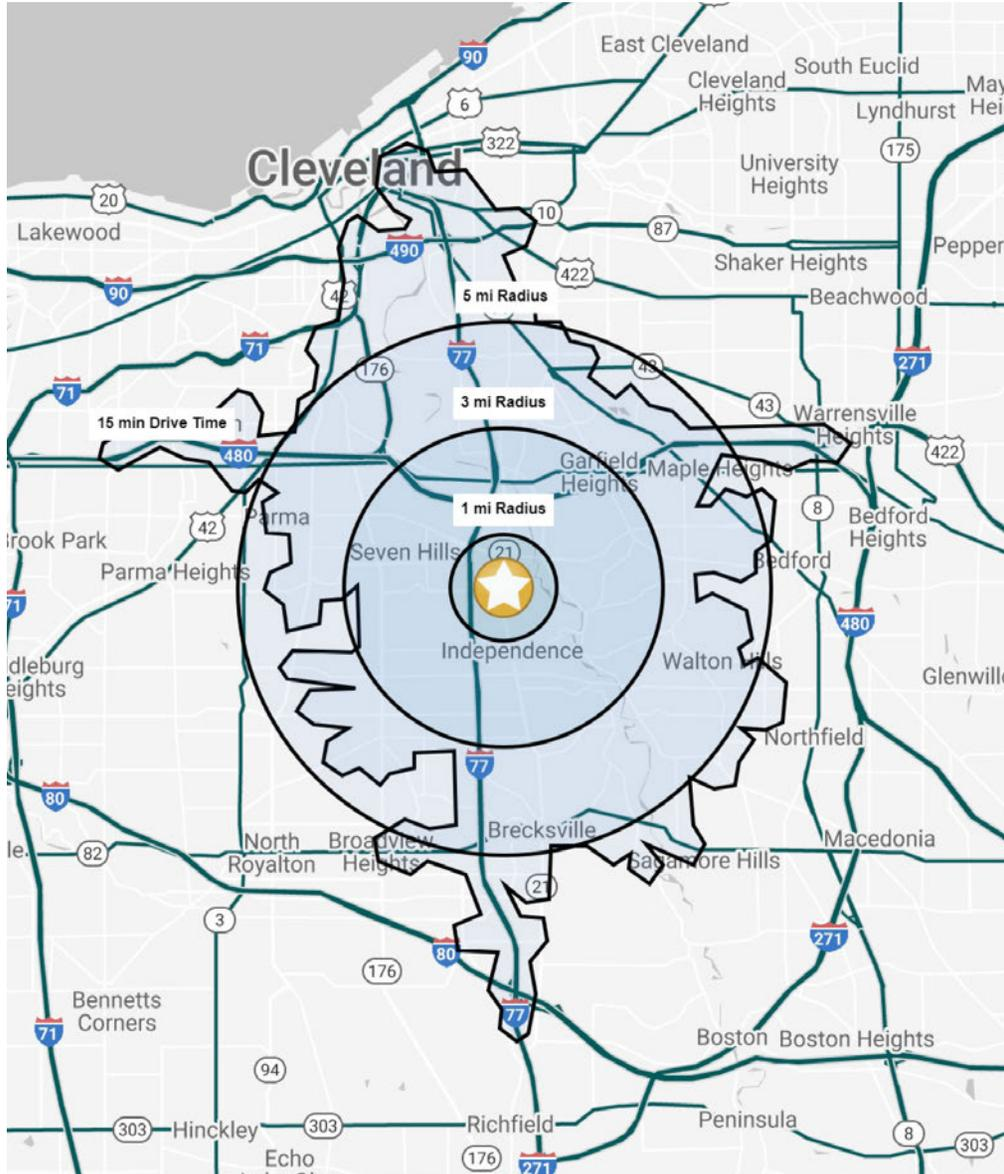 90
East Cleveland
South Euclid
Cleveland
Heights
6
Lyndhurst
322
175
Cleveland
University
Heights
20
Lakewood
10
87
490
Shaker Heights
422
90
42
5 mi Radius
Beachwood
71
77
271
176
43
71
3 mi Radius
43
15 min Drive Time
Warrensville
Heights
480
Garfield
Heights
Maple Heights
422
1 mi Radius
8
42
Parma
Bedford
Heights
Brook Park
Seven Hills
21
Bedford
Parma Heights
71
480
Independence
Walton Hills
Northfield
77
80
Brecksville
North
Royalton
Broadview
Heights
Macedonia
82
Sagamore Hills
21
3
271
80
176
Bennetts
Corners
77
71
Boston
Boston Heights
94
303
Hinckley
303
Richfield
Peninsula
8
303
Echo
176
271